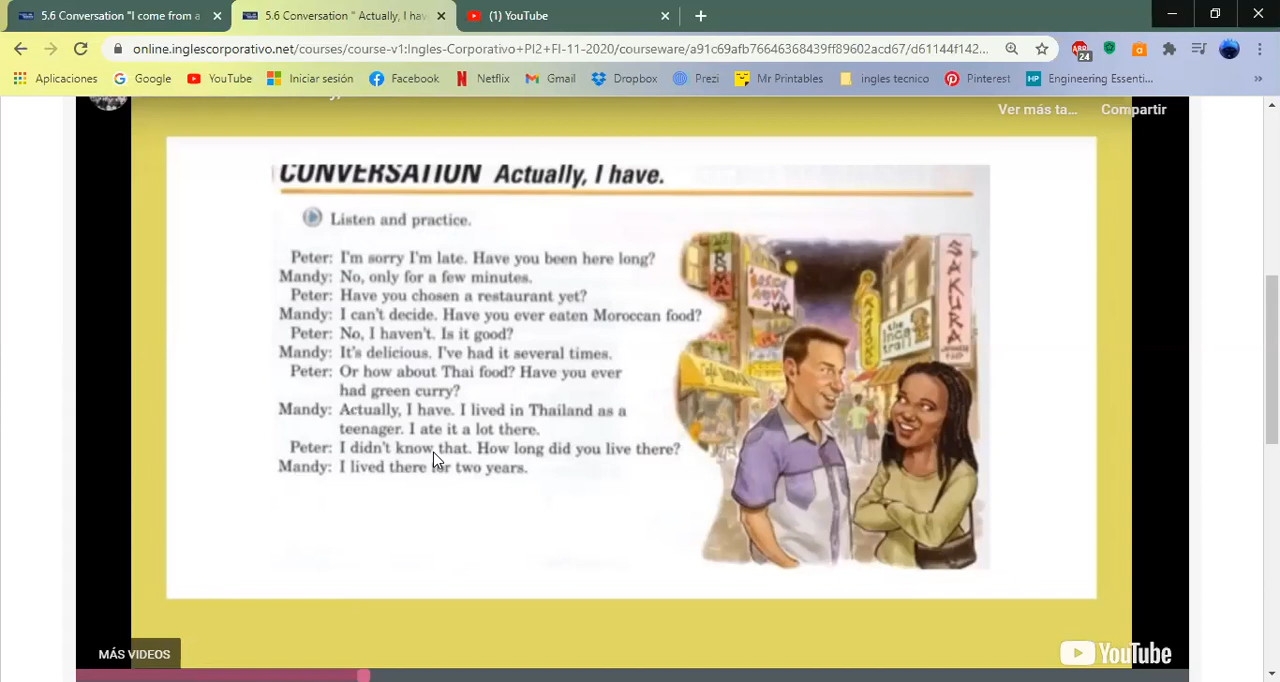 5.6 Conversation "I come from a
5.6 Conversation " Actually, I hav
(1) YouTube
online.inglescorporativo.net/courses/course-v1:Ingles-Corporativo+PI2+FI-11-2020/courseware/a91c69afb76646368439ff89602acd67/d61144f142...
24
Aplicaciones
Google
YouTube
Iniciar sesión
Facebook
Netflix
Gmail
Dropbox
Prezi
Mr Printables
ingles tecnico
Pinterest
HP
Engineering Essenti...
»
Ver más ta...
Compartir
CONVERSATION Actually, I have.
Listen and practice.
Peter: I'm sorry I'm late. Have you been here long?
Mandy: No, only for a few minutes.
Peter: Have you chosen a restaurant yet?
Mandy: I can't decide. Have you ever eaten Moroccan food?
Peter: No, I haven't. Is it good?
Mandy: It's delicious. I've had it several times.
Peter: Or how about Thai food? Have you ever
had green curry?
Mandy: Actually, I have. I lived in Thailand as a
teenager. I ate it a lot there.
Peter: I didn't know that. How long did you live there?
Mandy: I lived there for two years.
ROMA
KARAOKE
the Inca trail
SAKURA
MÁS VIDEOS
YouTube